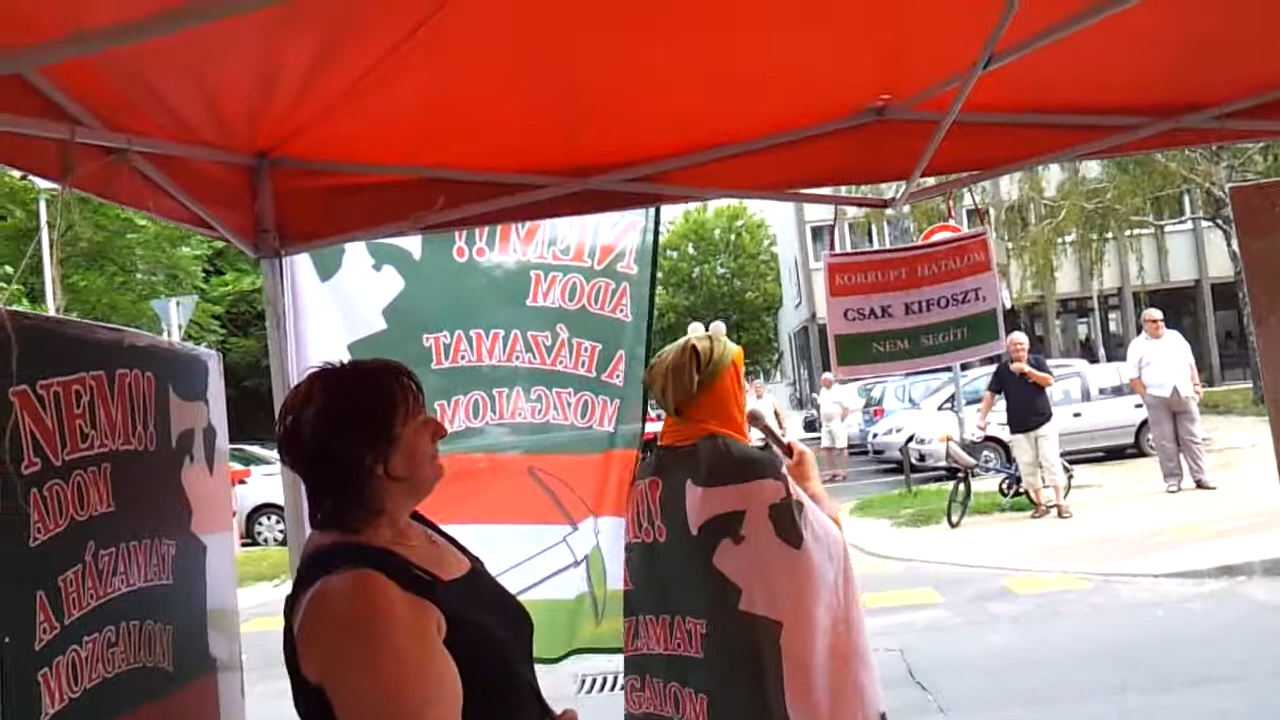 NEM!!
ADOM
A HÁZAMAT
MOZGALOM
NEM!!
ADOM
A HÁZAMAT
MOZGALOM
!!
ZAMAT
GALOM
KORRUPT HATALOM
CSAK KIFOSZT,
NEM SEGÍT!